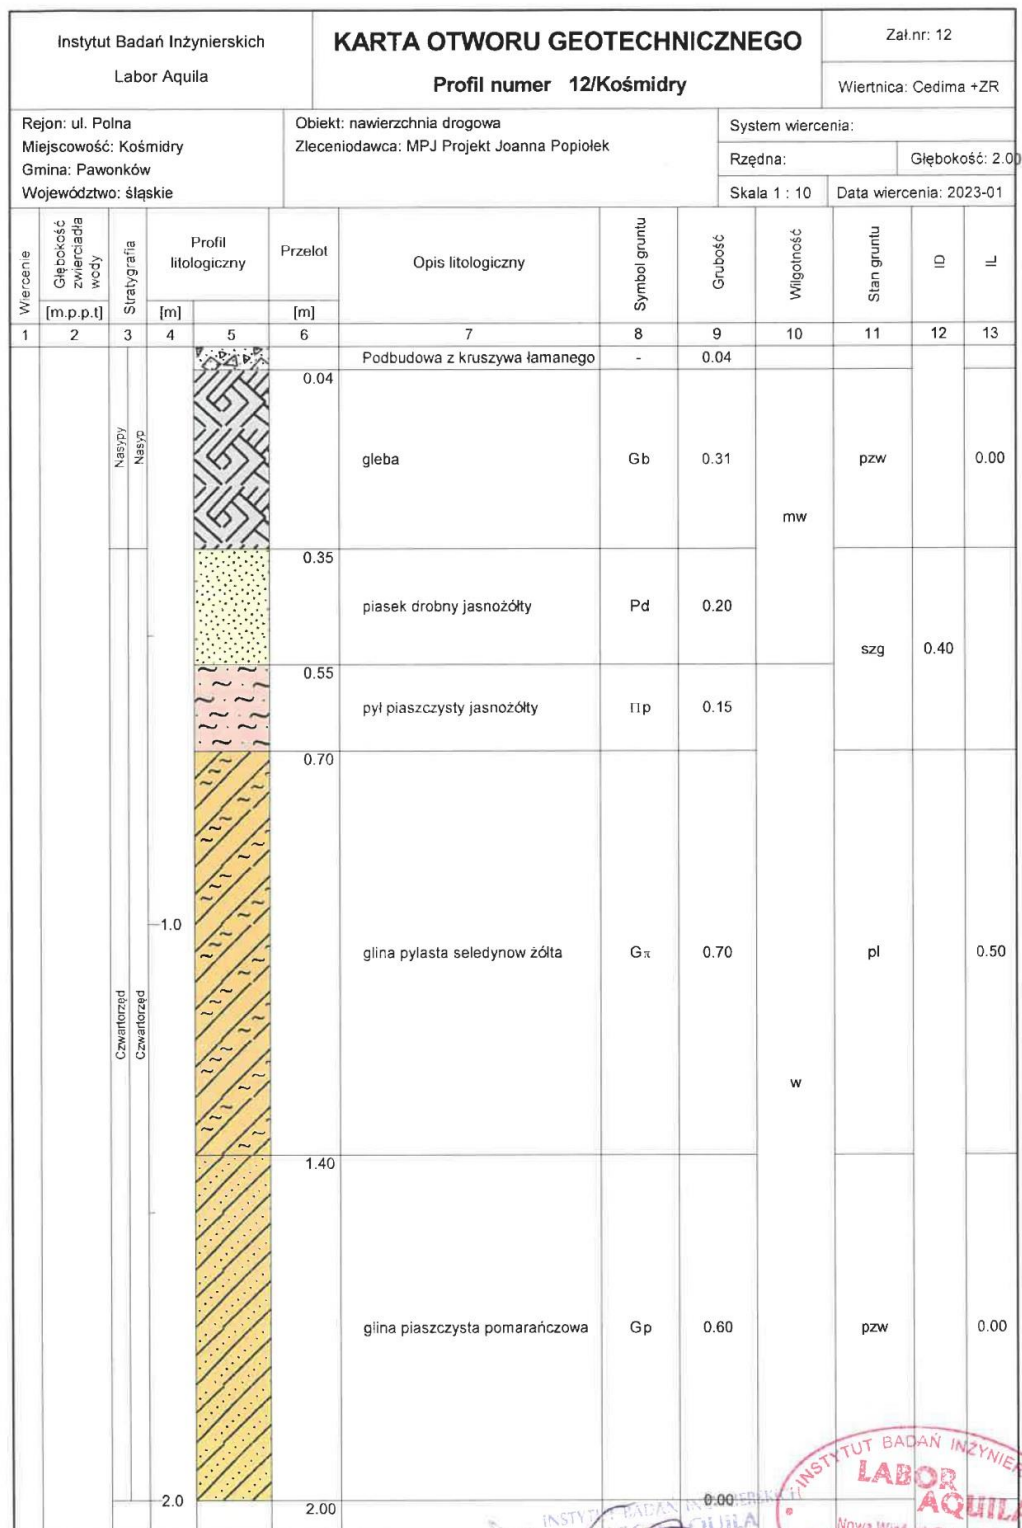 Instytut Badań Inżynierskich
Labor Aquila
KARTA OTWORU GEOTECHNICZNEGO
Profil numer 12/Kośmidry
Zał.nr: 12
Wiertnica: Cedima +ZR
Rejon: ul. Polna
Miejscowość: Kośmidry
Gmina: Pawonków
Województwo: śląskie
Obiekt: nawierzchnia drogowa
Zleceniodawca: MPJ Projekt Joanna Popiołek
System wiercenia:
Rzędna:
Głębokość: 2.00
Skala 1 : 10
Data wiercenia: 2023-01
Wiercenie
Głębokość zwierciadła wody
[m.p.p.t]
Stratygrafia
Profil litologiczny
[m]
Przelot
[m]
Opis litologiczny
Symbol gruntu
Grubość
Wilgotność
Stan gruntu
ID
IL
1 2 3 4 5 6 7 8 9 10 11 12 13
Podbudowa z kruszywa łamanego - 0.04
0.04
Nasypy
Nasyp
gleba Gb 0.31 pzw 0.00
mw
0.35
piasek drobny jasnożółty Pd 0.20
szg 0.40
0.55
pył piaszczysty jasnożółty Πp 0.15
0.70
1.0
glina pylasta seledynow żółta Gπ 0.70 pl 0.50
Czwartorzęd
Czwartorzęd
w
1.40
glina piaszczysta pomarańczowa Gp 0.60 pzw 0.00
2.0
2.00
0.00
INSTYTUT BADAŃ INŻYNIER
LABOR
AQUILA